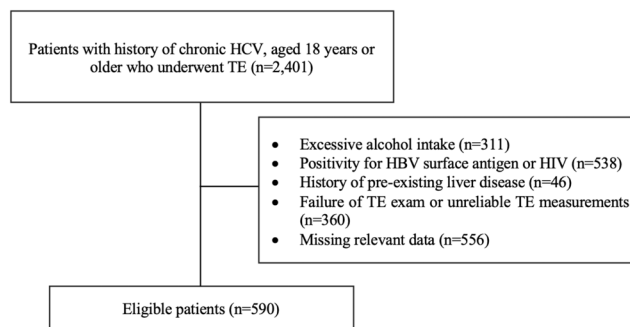 Patients with history of chronic HCV, aged 18 years or
older who underwent TE (n=2,401)
• Excessive alcohol intake (n=311)
• Positivity for HBV surface antigen or HIV (n=538)
• History of pre-existing liver disease (n=46)
• Failure of TE exam or unreliable TE measurements
(n=360)
• Missing relevant data (n=556)
Eligible patients (n=590)